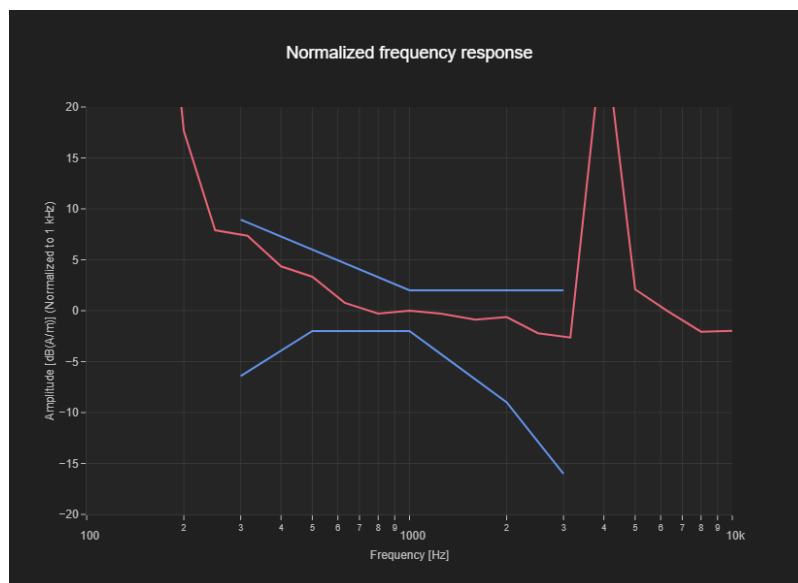 Normalized frequency response
Amplitude [dB(A/m)] (Normalized to 1 kHz)
20
15
10
5
0
−5
−10
−15
−20
100 2 3 4 5 6 7 8 9 1000 2 3 4 5 6 7 8 9 10k
Frequency [Hz]